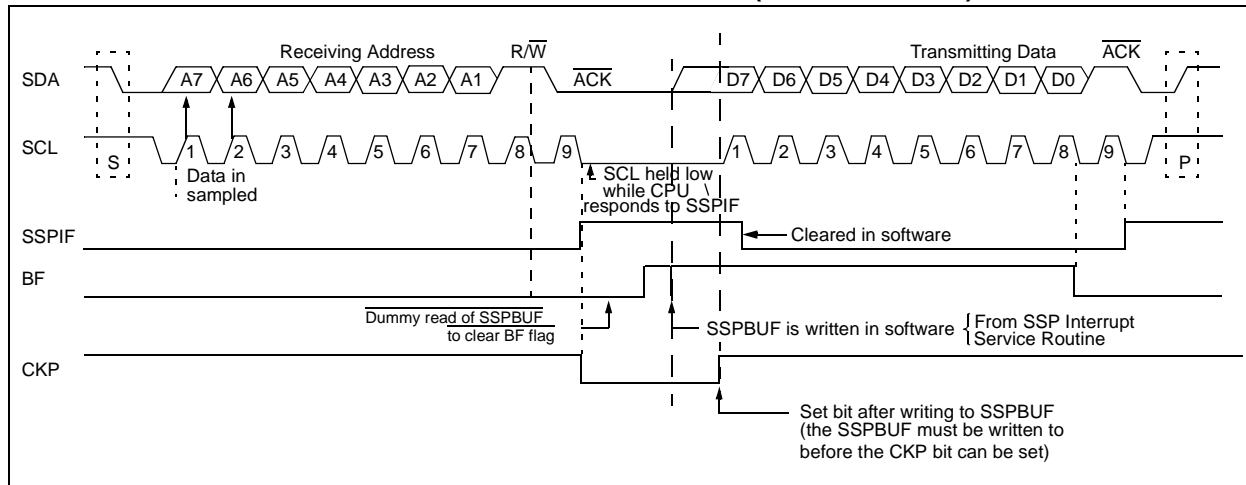 Receiving Address R/W Transmitting Data ACK
SDA A7 A6 A5 A4 A3 A2 A1 ACK D7 D6 D5 D4 D3 D2 D1 D0
SCL S 1 2 3 4 5 6 7 8 9 1 2 3 4 5 6 7 8 9 P
Data in
sampled
SCL held low
while CPU
responds to SSPIF
SSPIF
Cleared in software
BF
Dummy read of SSPBUF
to clear BF flag
SSPBUF is written in software { From SSP Interrupt
Service Routine
CKP
Set bit after writing to SSPBUF
(the SSPBUF must be written to
before the CKP bit can be set)